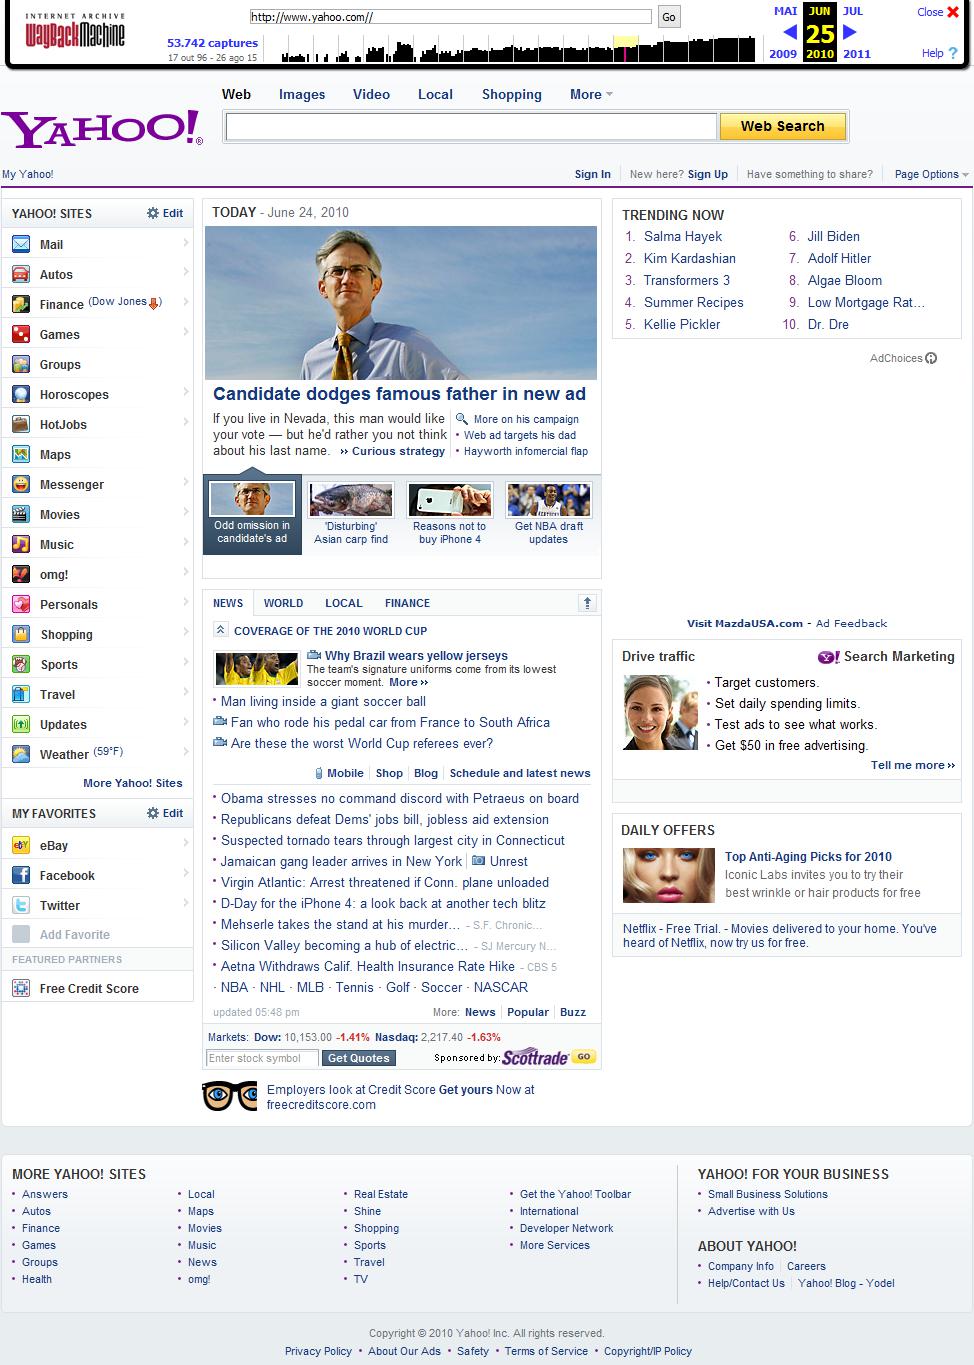 INTERNET ARCHIVE
WayBackMachine
http://www.yahoo.com//
Go
53.742 captures
17 out 96 - 26 ago 15
MAI JUN JUL
25
2009 2010 2011
Close
Help ?
Web Images Video Local Shopping More
YAHOO!®
Web Search
My Yahoo!
Sign In New here? Sign Up Have something to share? Page Options
YAHOO! SITES Edit
Mail
Autos
Finance (Dow Jones )
Games
Groups
Horoscopes
HotJobs
Maps
Messenger
Movies
Music
omg!
Personals
Shopping
Sports
Travel
Updates
Weather (59°F)
More Yahoo! Sites
MY FAVORITES Edit
eBay
Facebook
Twitter
Add Favorite
FEATURED PARTNERS
Free Credit Score
TODAY - June 24, 2010
Candidate dodges famous father in new ad
If you live in Nevada, this man would like
your vote — but he'd rather you not think
about his last name. ›› Curious strategy
More on his campaign
• Web ad targets his dad
• Hayworth infomercial flap
Odd omission in
candidate's ad
'Disturbing'
Asian carp find
Reasons not to
buy iPhone 4
Get NBA draft
updates
NEWS WORLD LOCAL FINANCE
COVERAGE OF THE 2010 WORLD CUP
Why Brazil wears yellow jerseys
The team's signature uniforms come from its lowest
soccer moment. More ››
• Man living inside a giant soccer ball
Fan who rode his pedal car from France to South Africa
Are these the worst World Cup referees ever?
Mobile Shop Blog Schedule and latest news
• Obama stresses no command discord with Petraeus on board
• Republicans defeat Dems' jobs bill, jobless aid extension
• Suspected tornado tears through largest city in Connecticut
• Jamaican gang leader arrives in New York Unrest
• Virgin Atlantic: Arrest threatened if Conn. plane unloaded
• D-Day for the iPhone 4: a look back at another tech blitz
• Mehserle takes the stand at his murder... - S.F. Chronic...
• Silicon Valley becoming a hub of electric... - SJ Mercury N...
• Aetna Withdraws Calif. Health Insurance Rate Hike - CBS 5
· NBA · NHL · MLB · Tennis · Golf · Soccer · NASCAR
updated 05:48 pm More: News Popular Buzz
Markets: Dow: 10,153.00 -1.41% Nasdaq: 2,217.40 -1.63%
Enter stock symbol Get Quotes Sponsored by: Scottrade GO
Employers look at Credit Score Get yours Now at
freecreditscore.com
TRENDING NOW
1. Salma Hayek
2. Kim Kardashian
3. Transformers 3
4. Summer Recipes
5. Kellie Pickler
6. Jill Biden
7. Adolf Hitler
8. Algae Bloom
9. Low Mortgage Rat...
10. Dr. Dre
AdChoices
Visit MazdaUSA.com - Ad Feedback
Drive traffic Y! Search Marketing
• Target customers.
• Set daily spending limits.
• Test ads to see what works.
• Get $50 in free advertising.
Tell me more ››
DAILY OFFERS
Top Anti-Aging Picks for 2010
Iconic Labs invites you to try their
best wrinkle or hair products for free
Netflix - Free Trial. - Movies delivered to your home. You've
heard of Netflix, now try us for free.
MORE YAHOO! SITES
• Answers
• Autos
• Finance
• Games
• Groups
• Health
• Local
• Maps
• Movies
• Music
• News
• omg!
• Real Estate
• Shine
• Shopping
• Sports
• Travel
• TV
• Get the Yahoo! Toolbar
• International
• Developer Network
• More Services
YAHOO! FOR YOUR BUSINESS
• Small Business Solutions
• Advertise with Us
ABOUT YAHOO!
• Company Info Careers
• Help/Contact Us Yahoo! Blog - Yodel
Copyright © 2010 Yahoo! Inc. All rights reserved.
Privacy Policy • About Our Ads • Safety • Terms of Service • Copyright/IP Policy